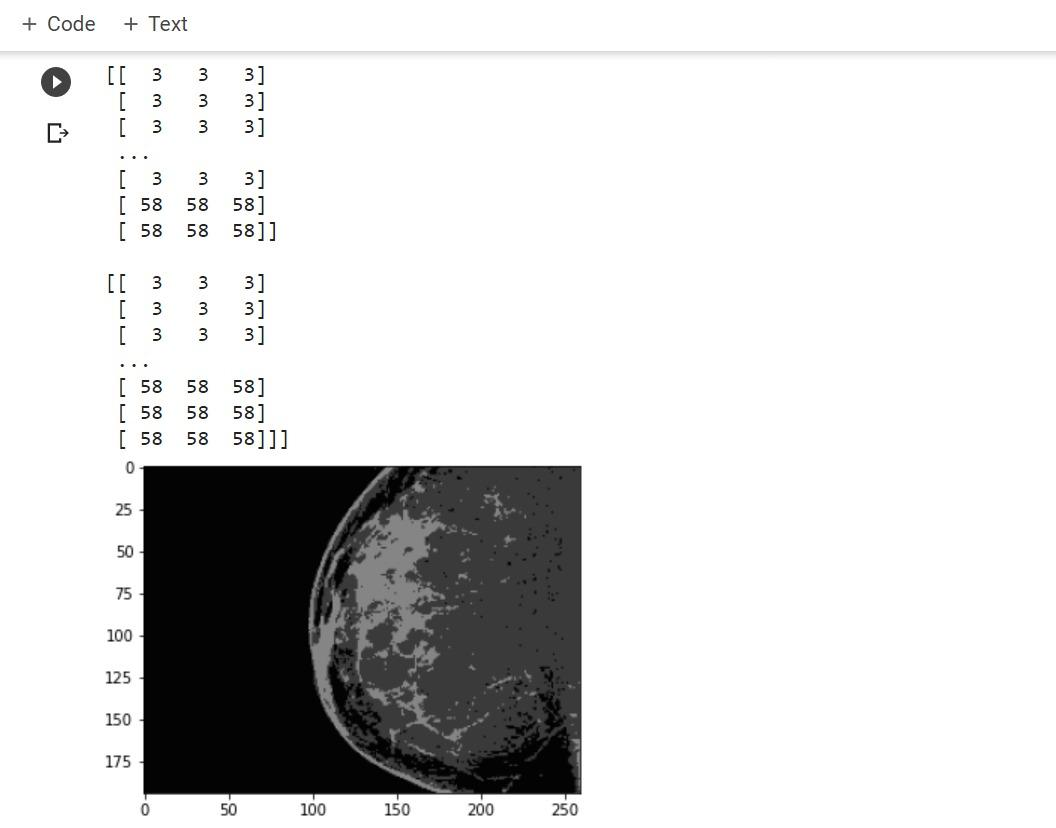 + Code + Text
[[ 3 3 3]
[ 3 3 3]
[ 3 3 3]
...
[ 3 3 3]
[ 58 58 58]
[ 58 58 58]]
[[ 3 3 3]
[ 3 3 3]
[ 3 3 3]
...
[ 58 58 58]
[ 58 58 58]
[ 58 58 58]]]
0
25
50
75
100
125
150
175
0 50 100 150 200 250